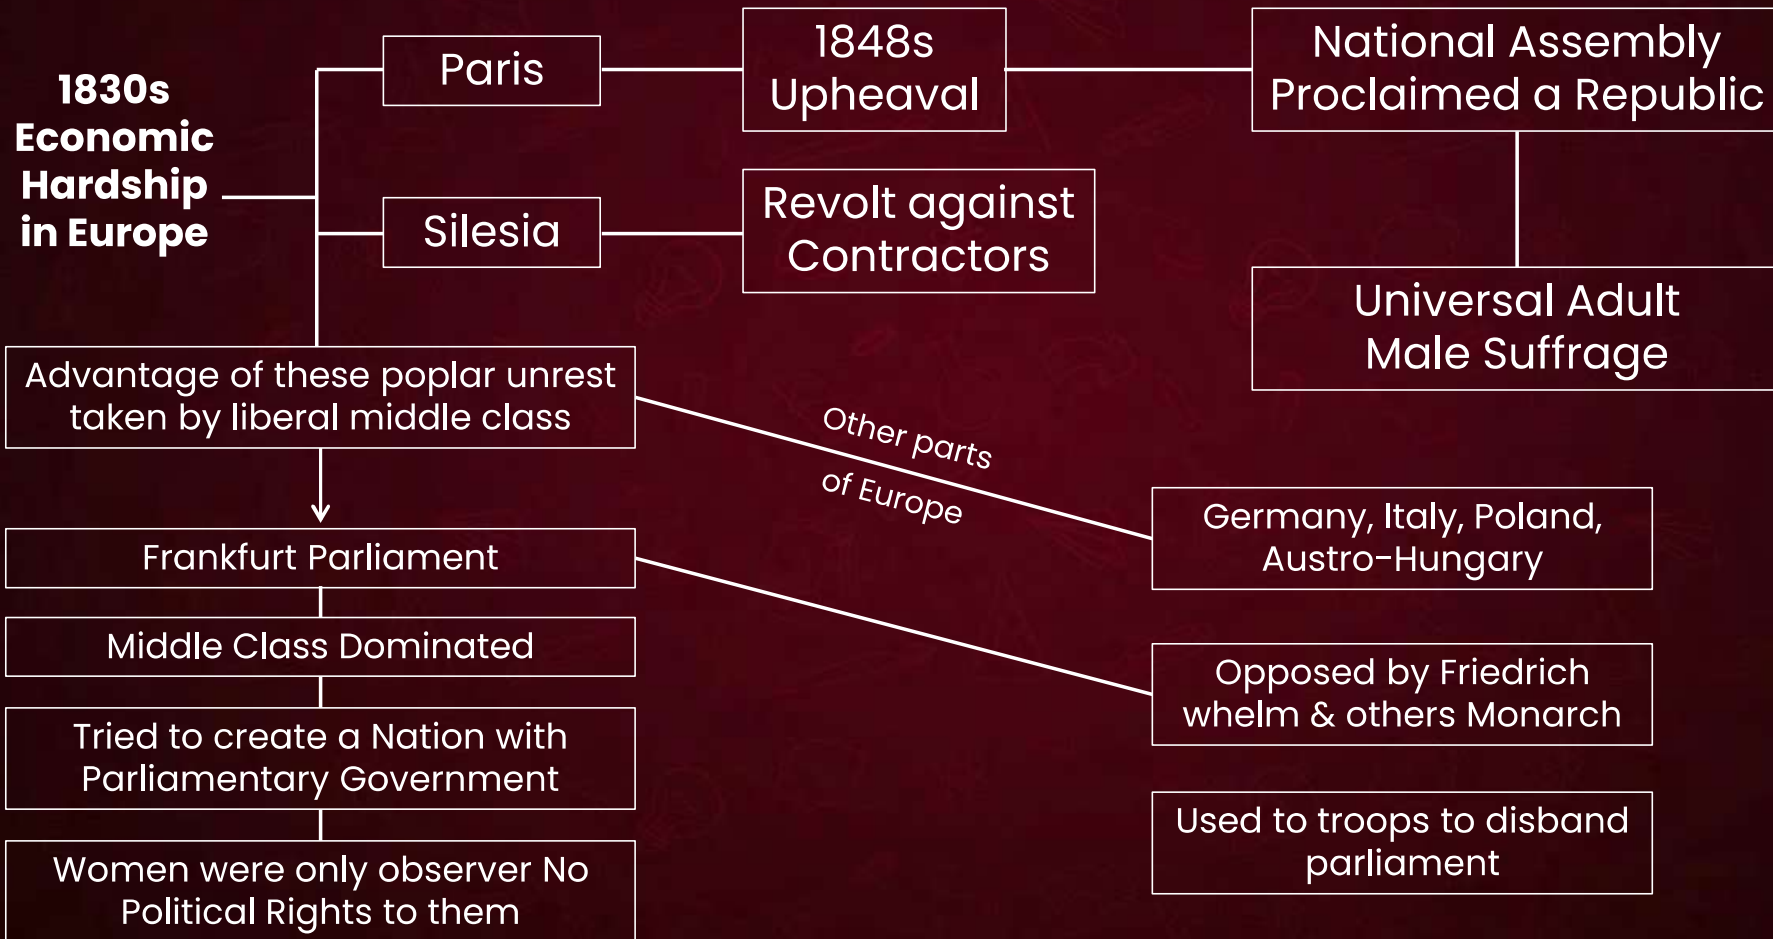 1830s
Economic
Hardship
in Europe
Paris
1848s
Upheaval
National Assembly
Proclaimed a Republic
Silesia
Revolt against
Contractors
Universal Adult
Male Suffrage
Advantage of these poplar unrest
taken by liberal middle class
Other parts
of Europe
Germany, Italy, Poland,
Austro-Hungary
Frankfurt Parliament
Middle Class Dominated
Opposed by Friedrich
whelm & others Monarch
Tried to create a Nation with
Parliamentary Government
Used to troops to disband
parliament
Women were only observer No
Political Rights to them